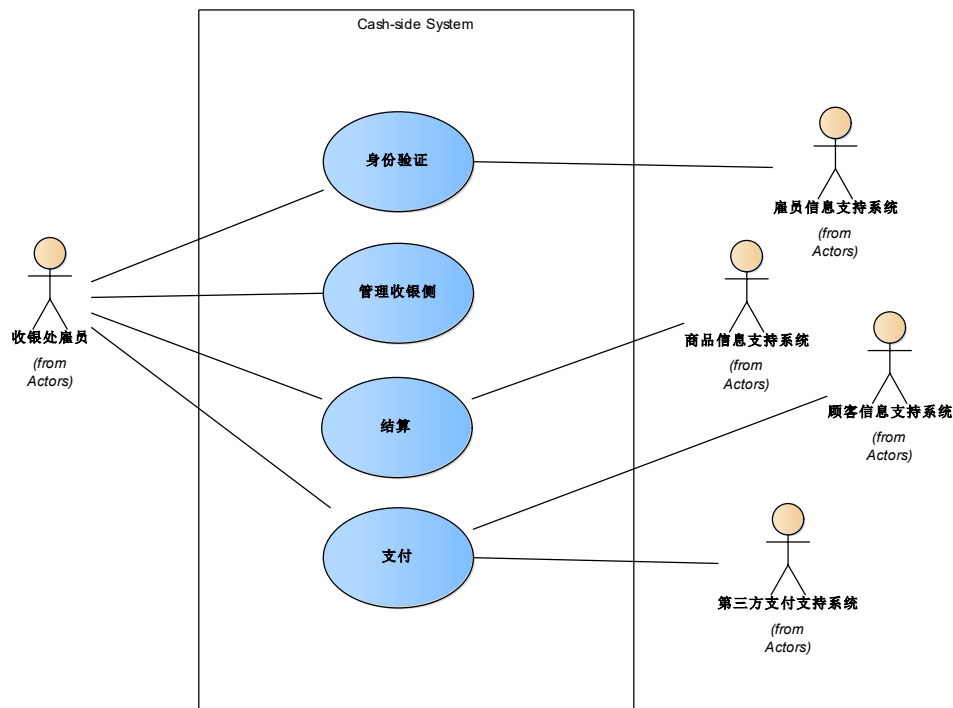 Cash-side System
身份验证
雇员信息支持系统
(from
Actors)
管理收银侧
收银处雇员
(from
Actors)
商品信息支持系统
(from
Actors)
结算
顾客信息支持系统
(from
Actors)
支付
第三方支付支持系统
(from
Actors)